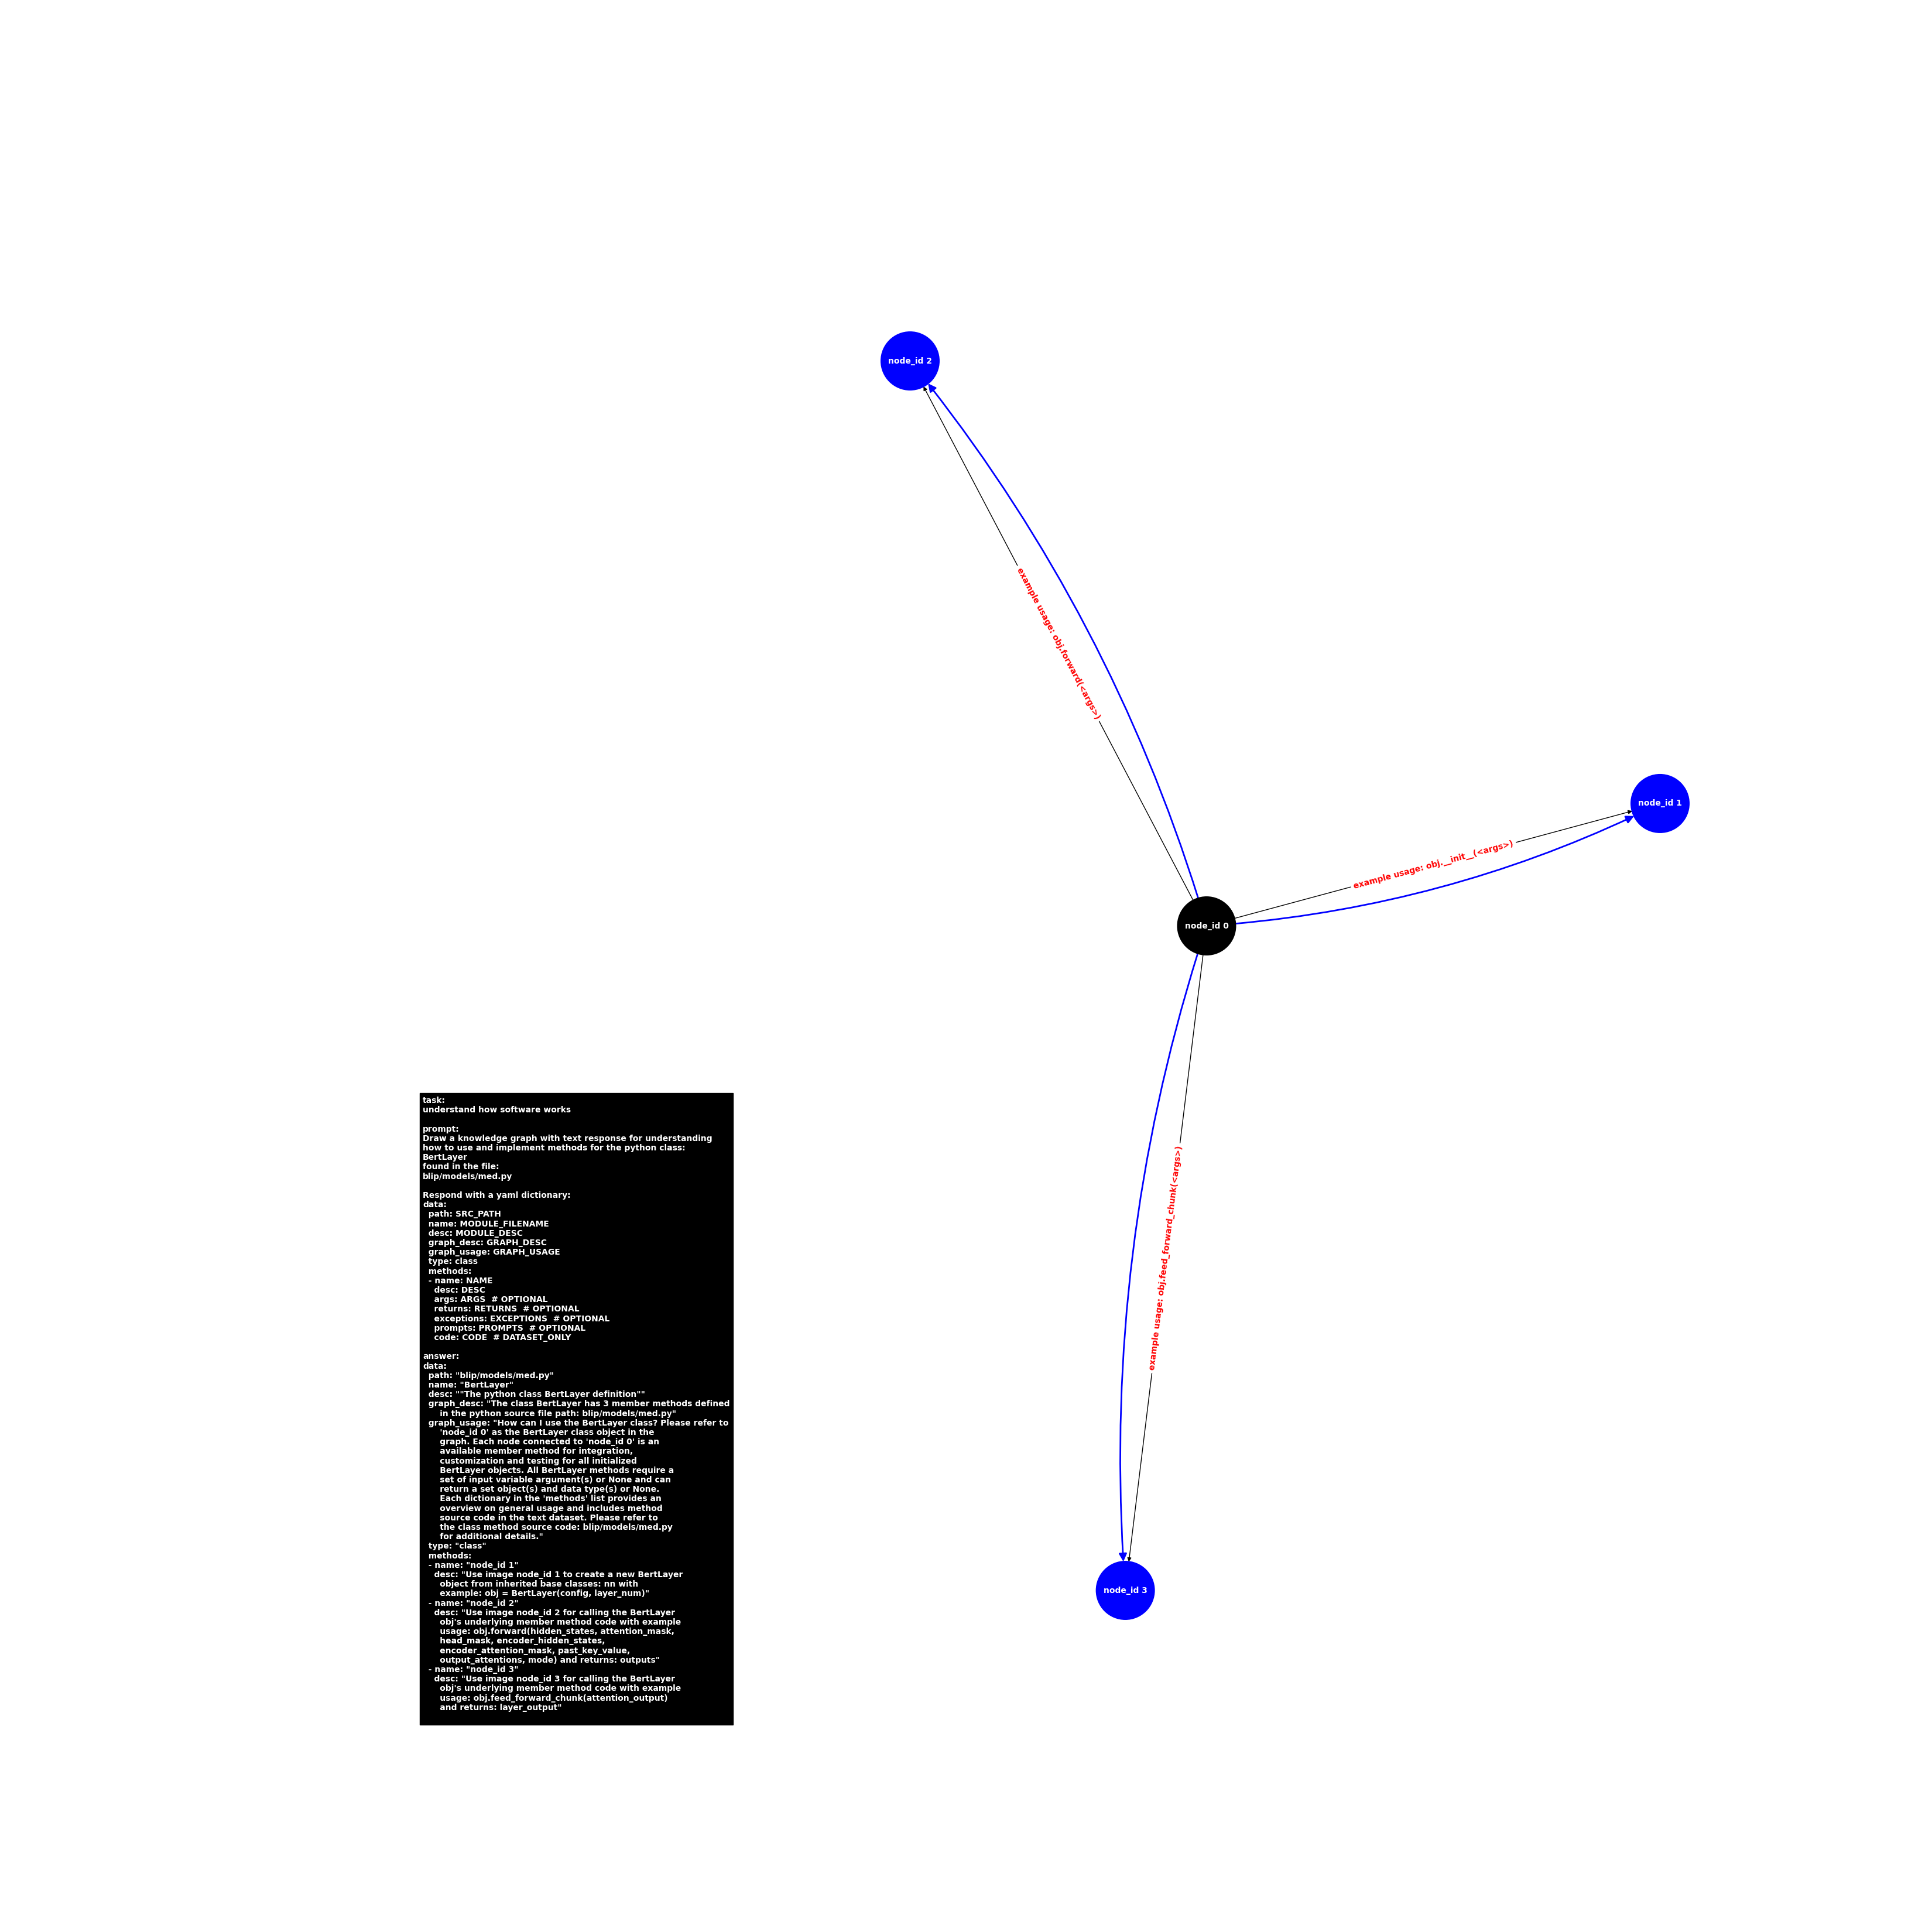 node_id 2
example usage: obj.forward(<args>)
node_id 1
example usage: obj.__init__(<args>)
node_id 0
example usage: obj.feed_forward_chunk(<args>)
node_id 3
task:
understand how software works

prompt:
Draw a knowledge graph with text response for understanding
how to use and implement methods for the python class:
BertLayer
found in the file:
blip/models/med.py

Respond with a yaml dictionary:
data:
  path: SRC_PATH
  name: MODULE_FILENAME
  desc: MODULE_DESC
  graph_desc: GRAPH_DESC
  graph_usage: GRAPH_USAGE
  type: class
  methods:
  - name: NAME
    desc: DESC
    args: ARGS  # OPTIONAL
    returns: RETURNS  # OPTIONAL
    exceptions: EXCEPTIONS  # OPTIONAL
    prompts: PROMPTS  # OPTIONAL
    code: CODE  # DATASET_ONLY

answer:
data:
  path: "blip/models/med.py"
  name: "BertLayer"
  desc: ""The python class BertLayer definition""
  graph_desc: "The class BertLayer has 3 member methods defined
      in the python source file path: blip/models/med.py"
  graph_usage: "How can I use the BertLayer class? Please refer to
      'node_id 0' as the BertLayer class object in the
      graph. Each node connected to 'node_id 0' is an
      available member method for integration,
      customization and testing for all initialized
      BertLayer objects. All BertLayer methods require a
      set of input variable argument(s) or None and can
      return a set object(s) and data type(s) or None.
      Each dictionary in the 'methods' list provides an
      overview on general usage and includes method
      source code in the text dataset. Please refer to
      the class method source code: blip/models/med.py
      for additional details."
  type: "class"
  methods:
  - name: "node_id 1"
    desc: "Use image node_id 1 to create a new BertLayer
      object from inherited base classes: nn with
      example: obj = BertLayer(config, layer_num)"
  - name: "node_id 2"
    desc: "Use image node_id 2 for calling the BertLayer
      obj's underlying member method code with example
      usage: obj.forward(hidden_states, attention_mask,
      head_mask, encoder_hidden_states,
      encoder_attention_mask, past_key_value,
      output_attentions, mode) and returns: outputs"
  - name: "node_id 3"
    desc: "Use image node_id 3 for calling the BertLayer
      obj's underlying member method code with example
      usage: obj.feed_forward_chunk(attention_output)
      and returns: layer_output"